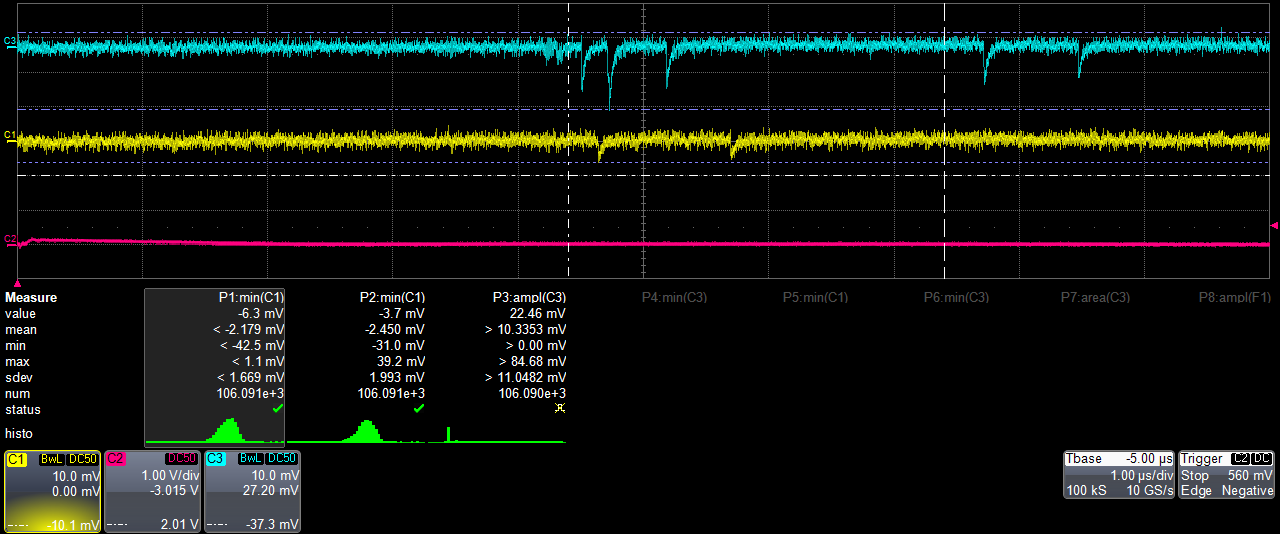 C3
C1
C2
Measure P1:min(C1) P2:min(C1) P3:ampl(C3) P4:min(C3) P5:min(C1) P6:min(C3) P7:area(C3) P8:ampl(F1)
value -6.3 mV -3.7 mV 22.46 mV
mean < -2.179 mV -2.450 mV > 10.3353 mV
min < -42.5 mV -31.0 mV > 0.00 mV
max < 1.1 mV 39.2 mV > 84.68 mV
sdev < 1.669 mV 1.993 mV > 11.0482 mV
num 106.091e+3 106.091e+3 106.090e+3
status
histo
C1 BwL DC50
10.0 mV
0.00 mV
-10.1 mV
C2 DC50
1.00 V/div
-3.015 V
2.01 V
C3 BwL DC50
10.0 mV
27.20 mV
-37.3 mV
Tbase -5.00 µs
1.00 µs/div
100 kS 10 GS/s
Trigger C2 DC
Stop 560 mV
Edge Negative